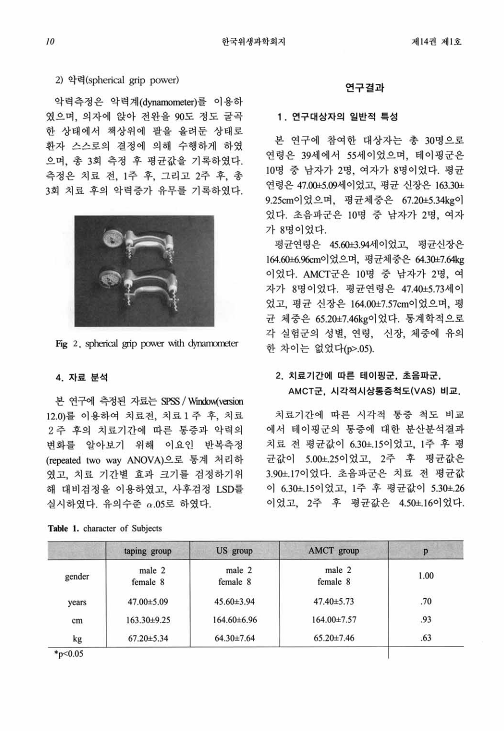 10
한국위생과학회지
제14권 제1호
2) 악력(spherical grip power)
악력측정은 악력계(dynamometer)를 이용하
였으며, 의자에 앉아 전완을 90도 정도 굴곡
한 상태에서 책상위에 팔을 올려둔 상태로
환자 스스로의 결정에 의해 수행하게 하였
으며, 총 3회 측정 후 평균값을 기록하였다.
측정은 치료 전, 1주 후, 그리고 2주 후, 총
3회 치료 후의 악력증가 유무를 기록하였다.
Fig 2. spherical grip power with dynamometer
4. 자료 분석
본 연구에 측정된 자료는 SPSS / Window(version
12.0)를 이용하여 치료전, 치료 1 주 후, 치료
2 주 후의 치료기간에 따른 통증과 악력의
변화를 알아보기 위해 이요인 반복측정
(repeated two way ANOVA)으로 통계 처리하
였고, 치료 기간별 효과 크기를 검정하기위
해 대비검정을 이용하였고, 사후검정 LSD를
실시하였다. 유의수준 α.05로 하였다.
연구결과
1. 연구대상자의 일반적 특성
본 연구에 참여한 대상자는 총 30명으로
연령은 39세에서 55세이었으며, 테이핑군은
10명 중 남자가 2명, 여자가 8명이었다. 평균
연령은 47.00±5.09세이었고, 평균 신장은 163.30±
9.25cm이었으며, 평균체중은 67.20±5.34kg이
었다. 초음파군은 10명 중 남자가 2명, 여자
가 8명이었다.
평균연령은 45.60±3.94세이었고, 평균신장은
164.60±6.96cm이었으며, 평균체중은 64.30±7.64kg
이었다. AMCT군은 10명 중 남자가 2명, 여
자가 8명이었다. 평균연령은 47.40±5.73세이
었고, 평균 신장은 164.00±7.57cm이었으며, 평
균 체중은 65.20±7.46kg이었다. 통계학적으로
각 실험군의 성별, 연령, 신장, 체중에 유의
한 차이는 없었다(p>.05).
2. 치료기간에 따른 테이핑군, 초음파군,
AMCT군, 시각적시상통증척도(VAS) 비교.
치료기간에 따른 시각적 통증 척도 비교
에서 테이핑군의 통증에 대한 분산분석결과
치료 전 평균값이 6.30±.15이었고, 1주 후 평
균값이 5.00±.25이었고, 2주 후 평균값은
3.90±.17이었다. 초음파군은 치료 전 평균값
이 6.30±.15이었고, 1주 후 평균값이 5.30±.26
이었고, 2주 후 평균값은 4.50±.16이었다.
Table 1. character of Subjects
taping group US group AMCT group p
gender male 2 female 8 male 2 female 8 male 2 female 8 1.00
years 47.00±5.09 45.60±3.94 47.40±5.73 .70
cm 163.30±9.25 164.60±6.96 164.00±7.57 .93
kg 67.20±5.34 64.30±7.64 65.20±7.46 .63
*p<0.05